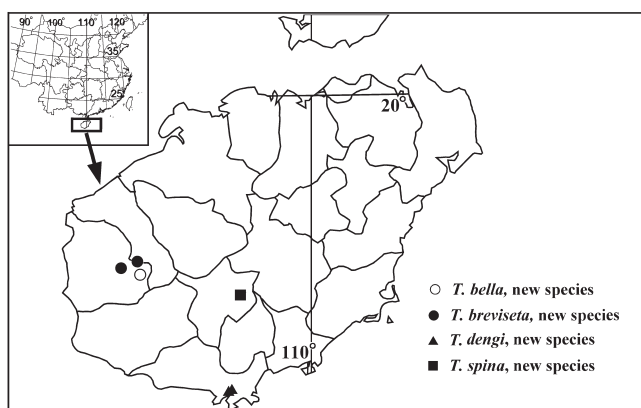 90° 100° 110° 120°
35
25
20°
110°
T. bella, new species
T. breviseta, new species
T. dengi, new species
T. spina, new species